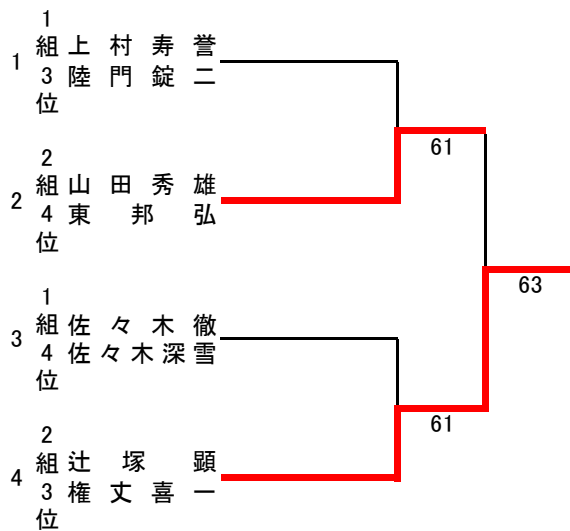 1
1組3位
上村寿誉
陸門錠二
2
2組4位
山田秀雄
東邦弘
61
3
1組4位
佐々木徹
佐々木深雪
4
2組3位
辻塚顕
権丈喜一
61
63